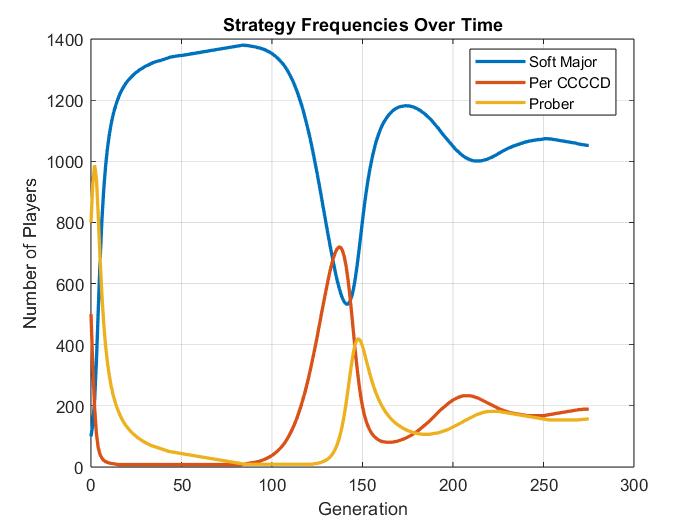 Strategy Frequencies Over Time
Number of Players
1400
1200
1000
800
600
400
200
0
Soft Major
Per CCCCD
Prober
0 50 100 150 200 250 300
Generation